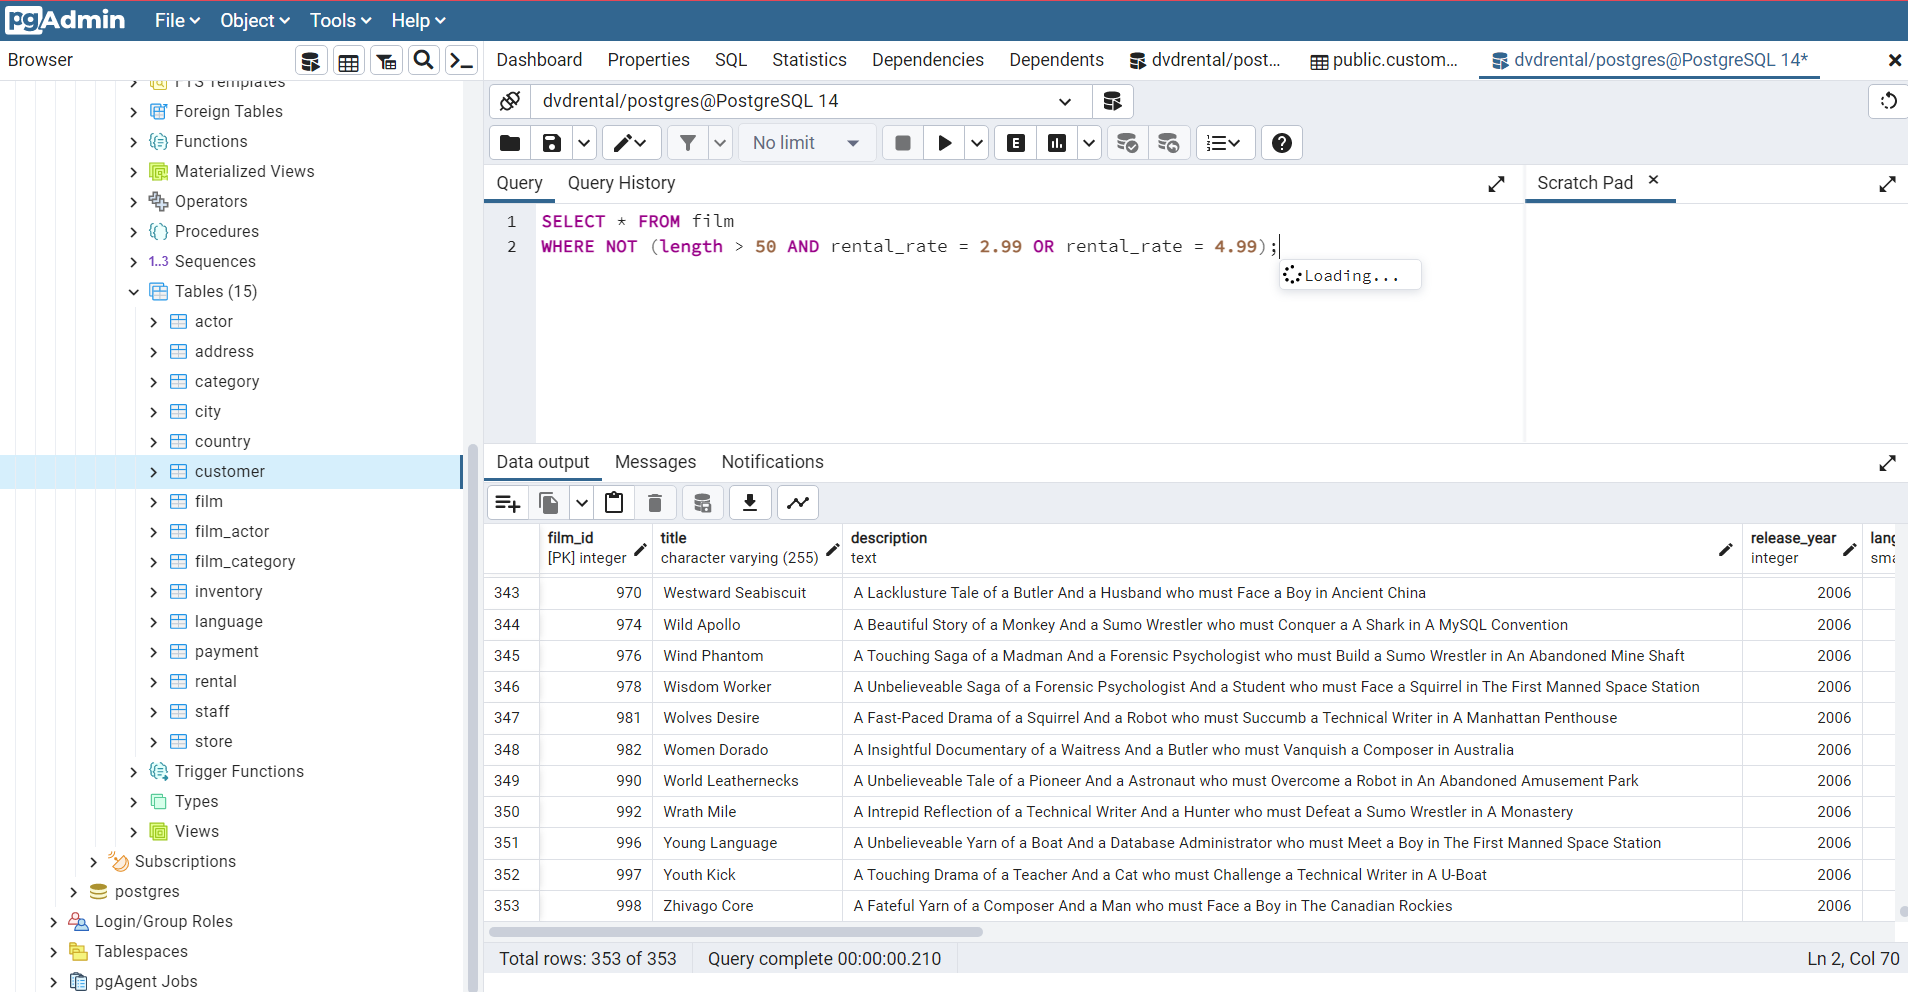 pgAdmin File Object Tools Help
Browser
Dashboard Properties SQL Statistics Dependencies Dependents dvdrental/post... public.custom... dvdrental/postgres@PostgreSQL 14*
FTS Templates
Foreign Tables
Functions
Materialized Views
Operators
Procedures
1..3 Sequences
Tables (15)
actor
address
category
city
country
customer
film
film_actor
film_category
inventory
language
payment
rental
staff
store
Trigger Functions
Types
Views
Subscriptions
postgres
Login/Group Roles
Tablespaces
pgAgent Jobs
dvdrental/postgres@PostgreSQL 14
No limit E
Query Query History
Scratch Pad
1 SELECT * FROM film
2 WHERE NOT (length > 50 AND rental_rate = 2.99 OR rental_rate = 4.99);
Loading...
Data output Messages Notifications
film_id title description release_year lang
[PK] integer character varying (255) text integer sma
343 970 Westward Seabiscuit A Lacklusture Tale of a Butler And a Husband who must Face a Boy in Ancient China 2006
344 974 Wild Apollo A Beautiful Story of a Monkey And a Sumo Wrestler who must Conquer a A Shark in A MySQL Convention 2006
345 976 Wind Phantom A Touching Saga of a Madman And a Forensic Psychologist who must Build a Sumo Wrestler in An Abandoned Mine Shaft 2006
346 978 Wisdom Worker A Unbelieveable Saga of a Forensic Psychologist And a Student who must Face a Squirrel in The First Manned Space Station 2006
347 981 Wolves Desire A Fast-Paced Drama of a Squirrel And a Robot who must Succumb a Technical Writer in A Manhattan Penthouse 2006
348 982 Women Dorado A Insightful Documentary of a Waitress And a Butler who must Vanquish a Composer in Australia 2006
349 990 World Leathernecks A Unbelieveable Tale of a Pioneer And a Astronaut who must Overcome a Robot in An Abandoned Amusement Park 2006
350 992 Wrath Mile A Intrepid Reflection of a Technical Writer And a Hunter who must Defeat a Sumo Wrestler in A Monastery 2006
351 996 Young Language A Unbelieveable Yarn of a Boat And a Database Administrator who must Meet a Boy in The First Manned Space Station 2006
352 997 Youth Kick A Touching Drama of a Teacher And a Cat who must Challenge a Technical Writer in A U-Boat 2006
353 998 Zhivago Core A Fateful Yarn of a Composer And a Man who must Face a Boy in The Canadian Rockies 2006
Total rows: 353 of 353 Query complete 00:00:00.210 Ln 2, Col 70